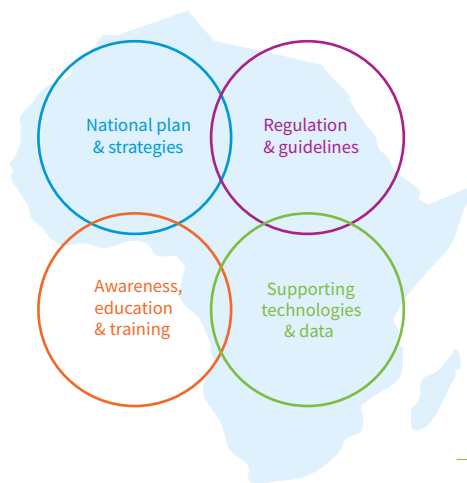 National plan
& strategies
Regulation
& guidelines
Awareness,
education
& training
Supporting
technologies
& data